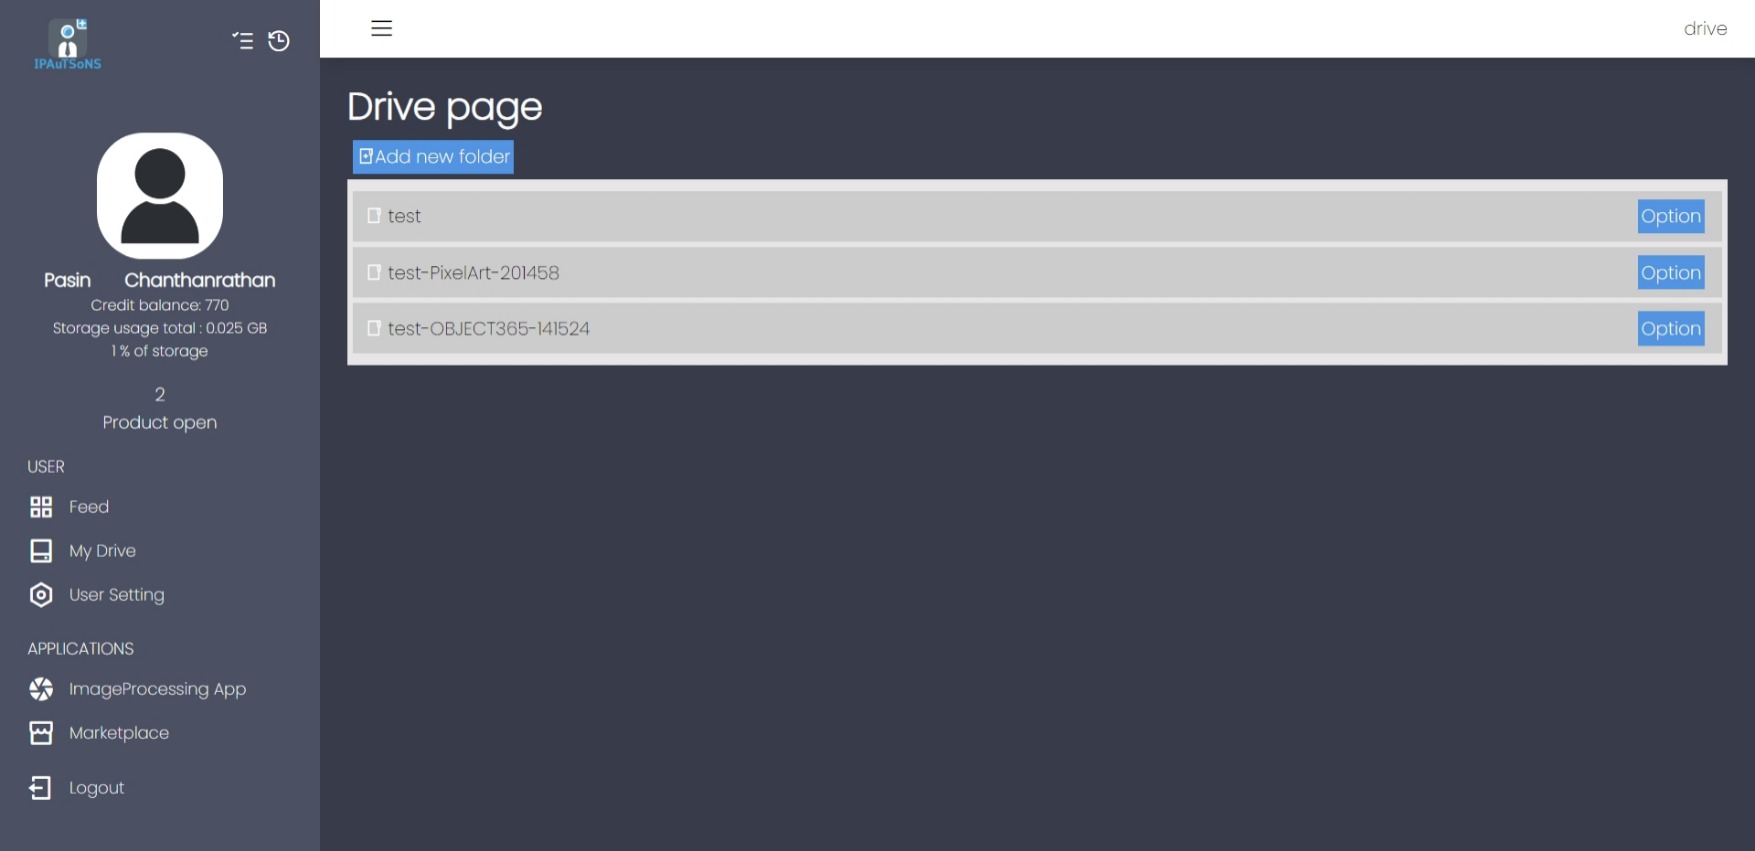 IPAuTSoNS
drive
Pasin Chanthanrathan
Credit balance: 770
Storage usage total : 0.025 GB
1 % of storage
2
Product open
USER
Feed
My Drive
User Setting
APPLICATIONS
ImageProcessing App
Marketplace
Logout
Drive page
Add new folder
test Option
test-PixelArt-201458 Option
test-OBJECT365-141524 Option